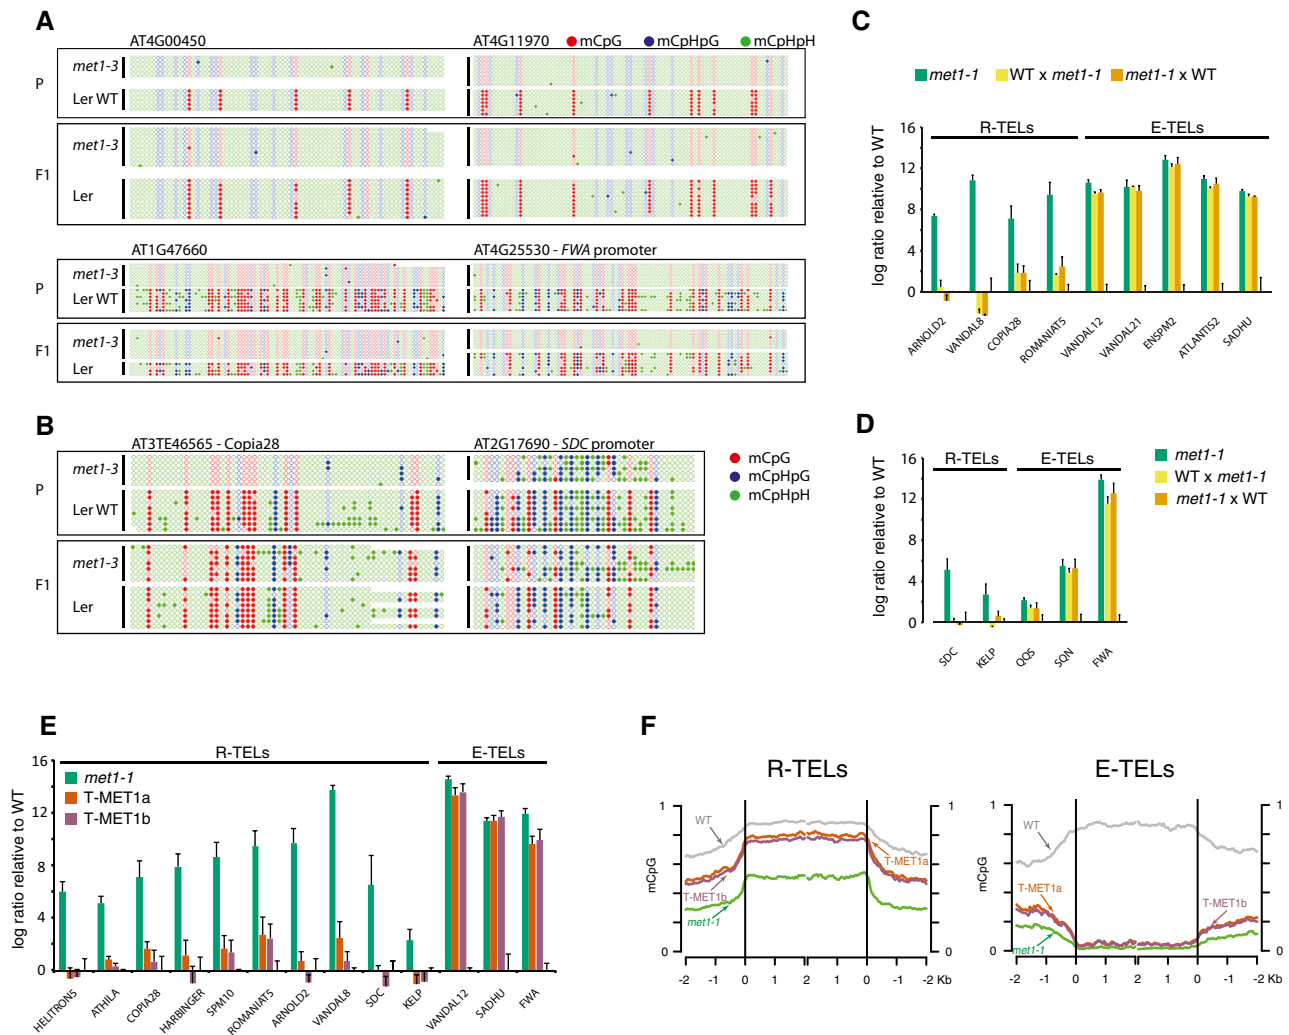 A
AT4G00450
AT4G11970
mCpG
mCpHpG
mCpHpH
P
met1-3
Ler WT
F1
met1-3
Ler
AT1G47660
AT4G25530 - FWA promoter
P
met1-3
Ler WT
F1
met1-3
Ler
B
AT3TE46565 - Copia28
AT2G17690 - SDC promoter
mCpG
mCpHpG
mCpHpH
P
met1-3
Ler WT
F1
met1-3
Ler
C
met1-1
WT x met1-1
met1-1 x WT
R-TELs
E-TELs
log ratio relative to WT
16
12
8
4
0
ARNOLD2
VANDAL8
COPIA28
ROMANIAT5
VANDAL12
VANDAL21
ENSPM2
ATLANTIS2
SADHU
D
R-TELs
E-TELs
met1-1
WT x met1-1
met1-1 x WT
log ratio relative to WT
16
12
8
4
0
SDC
KELP
QQS
SQN
FWA
E
R-TELs
E-TELs
met1-1
T-MET1a
T-MET1b
log ratio relative to WT
16
12
8
4
0
HELITRON5
ATHILA
COPIA28
HARBINGER
SPM10
ROMANIAT5
ARNOLD2
VANDAL8
SDC
KELP
VANDAL12
SADHU
FWA
F
R-TELs
1
1
WT
T-MET1a
T-MET1b
met1-1
mCpG
0
0
-2
-1
0
1
2
1
0
-1
-2
Kb
E-TELs
1
1
WT
T-MET1a
T-MET1b
met1-1
mCpG
0
0
-2
-1
0
1
2
1
0
-1
-2 Kb